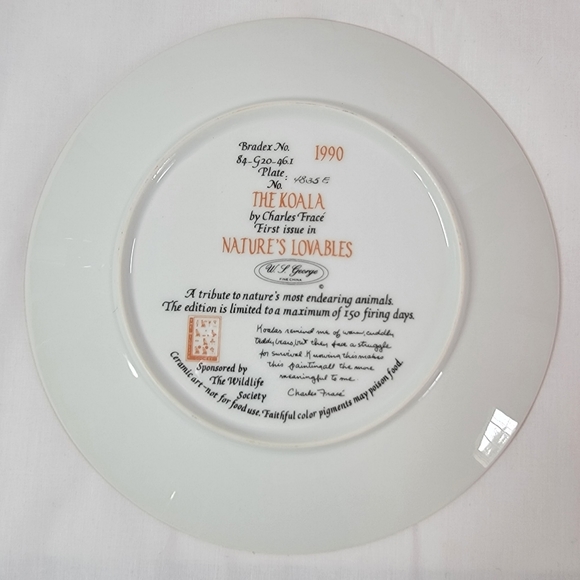 Bradex No. 1990
84-G20-46.1
Plate
No. : 4835 E
THE KOALA
by Charles Fracé
First issue in
NATURE'S LOVABLES
W. S. George
FINE CHINA
©
A tribute to nature's most endearing animals.
The edition is limited to a maximum of 150 firing days.
Koalas remind me of warm, cuddly
teddy bears, but they face a struggle
for survival. Knowing this makes
this painting all the more
meaningful to me.
Charles Fracé
Sponsored by
The Wildlife
Society
Ceramic art—not for food use. Faithful color pigments may poison food.